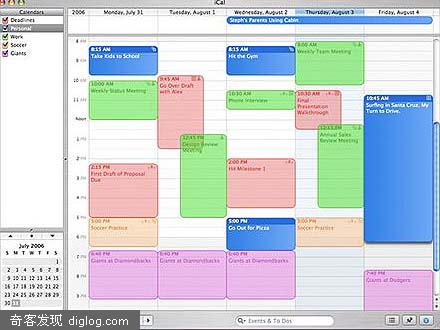 iCal
Calendars
Deadlines
Personal
Work
Soccer
Giants
2006
Monday, July 31
Tuesday, August 1
Wednesday, August 2
Thursday, August 3
Friday, August 4
Steph's Parents Using Cabin
8 AM
9 AM
10 AM
11 AM
Noon
1 PM
2 PM
3 PM
4 PM
5 PM
6 PM
7 PM
8 PM
9 PM
8:15 AM
Take Kids to School
10:15 AM
Weekly Status Meeting
2:15 PM
First Draft of Proposal
Due
5:00 PM
Soccer Practice
6:40 PM
Giants at Diamondbacks
9:45 AM
Go Over Draft
with Alex
12:45 PM
Design Review
Meeting
6:40 PM
Giants at Diamondbacks
8:15 AM
Hit the Gym
10:30 AM
Phone Interview
2:00 PM
Hit Milestone 1
5:00 PM
Go Out for Pizza
6:40 PM
Giants at Diamondbacks
8:00 AM
Weekly Team Meeting
10:30 AM
Final
Presentation
Walkthrough
12:15 PM
Annual Sales
Review
Meeting
5:00 PM
Soccer Practice
10:45 AM
Surfing in Santa Cruz, My
Turn to Drive.
7:40 PM
Giants at Dodgers
July 2006
S M T W T F S
1
2 3 4 5 6 7 8
9 10 11 12 13 14 15
16 17 18 19 20 21 22
23 24 25 26 27 28 29
30 31
Events & To Dos
奇客发现 diglog.com